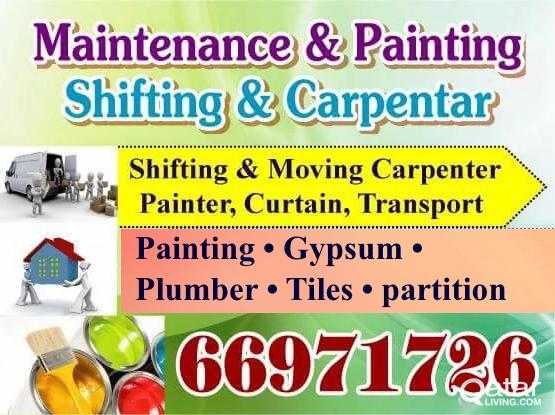 Maintenance & Painting
Shifting & Carpentar
Shifting & Moving Carpenter
Painter, Curtain, Transport
Painting • Gypsum •
Plumber • Tiles • partition
66971726
Qatar
LIVING.COM